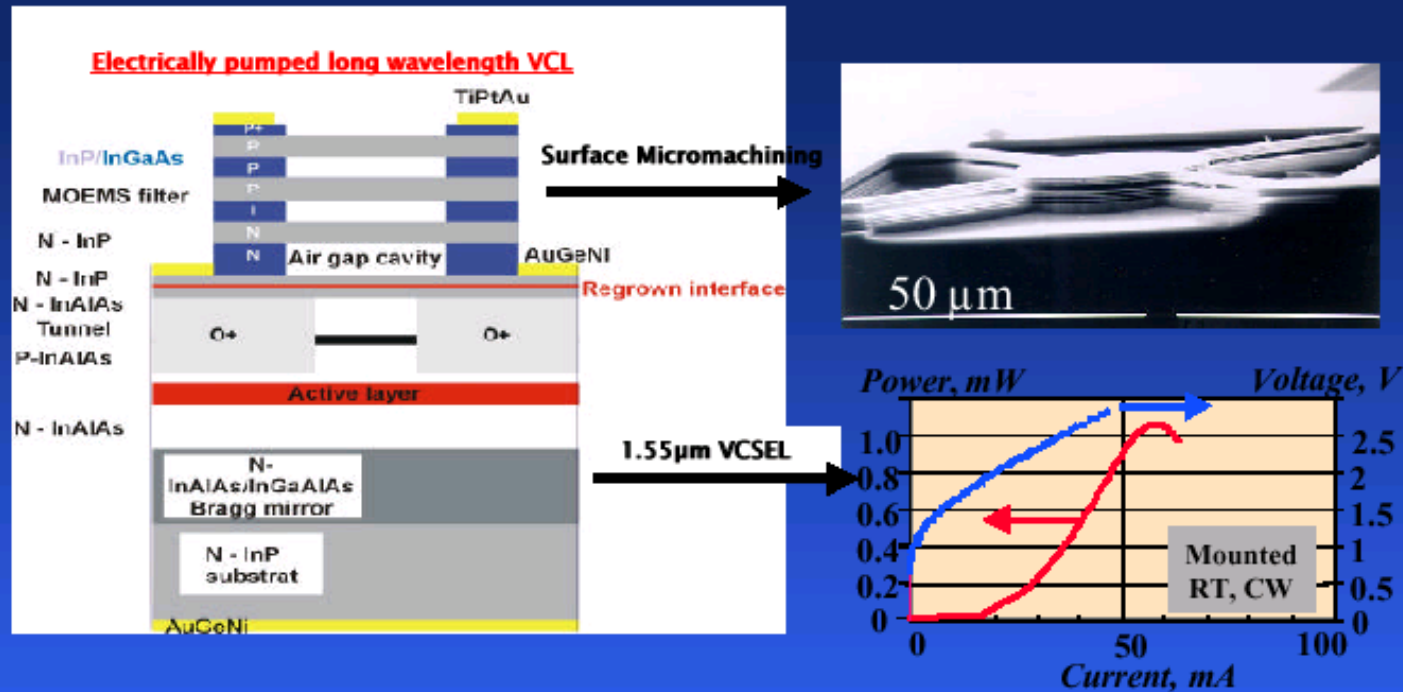 Electrically pumped long wavelength VCL
TiPtAu
P+
P
InP/InGaAs
P
MOEMS filter
P
I
N - InP
N
N
Air gap cavity
AuGeNi
N - InP
Regrown interface
N - InAlAs
Tunnel
O+
O+
P-InAlAs
Active layer
N - InAlAs
N-
InAlAs/InGaAlAs
Bragg mirror
N - InP
substrat
AuGeNi
Surface Micromachining
50 µm
1.55µm VCSEL
Power, mW
Voltage, V
1.0
0.8
0.6
0.4
0.2
0
2.5
2
1.5
1
0.5
0
Mounted
RT, CW
0
50
100
Current, mA